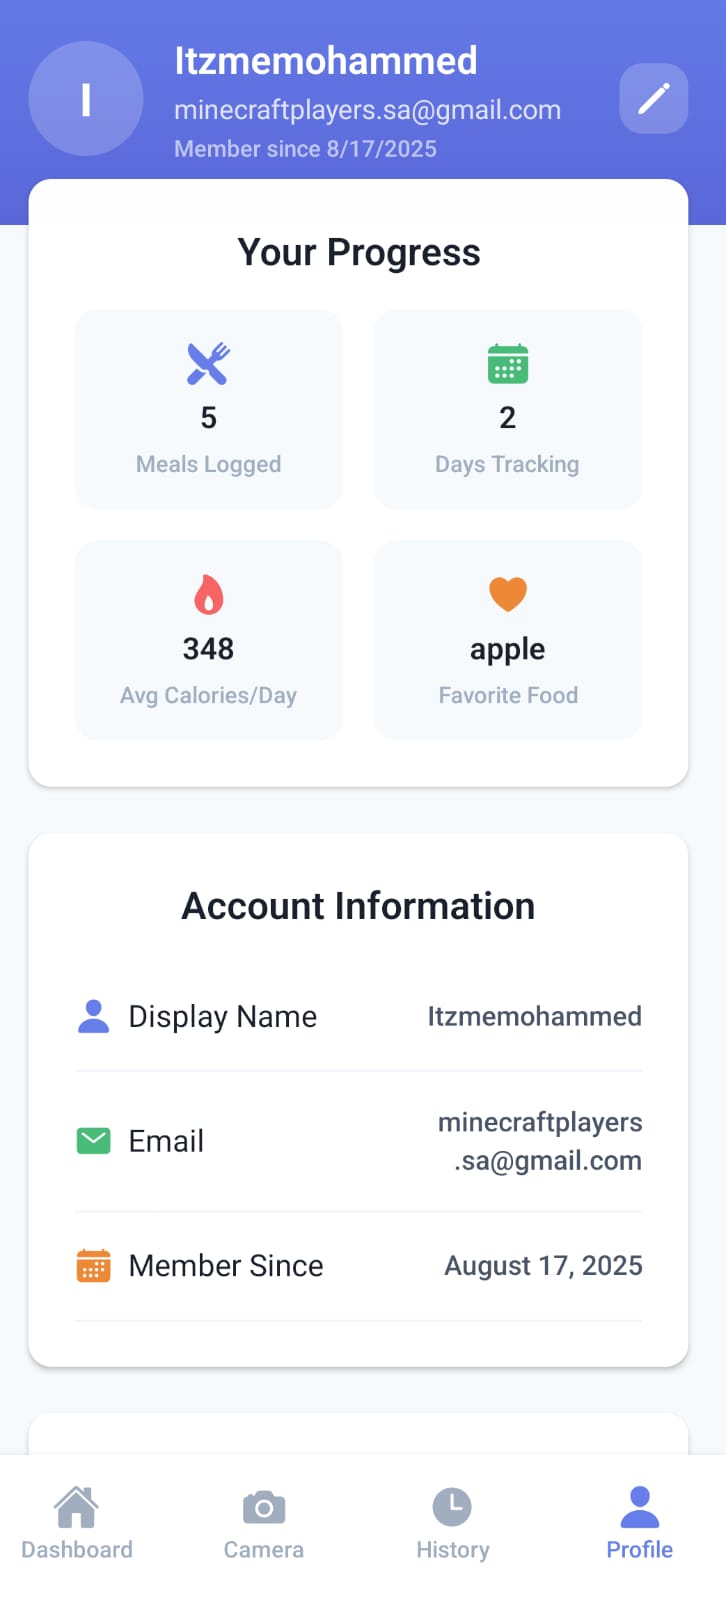 I
Itzmemohammed
minecraftplayers.sa@gmail.com
Member since 8/17/2025
Your Progress
5
Meals Logged
2
Days Tracking
348
Avg Calories/Day
apple
Favorite Food
Account Information
Display Name
Itzmemohammed
Email
minecraftplayers
.sa@gmail.com
Member Since
August 17, 2025
Dashboard
Camera
History
Profile